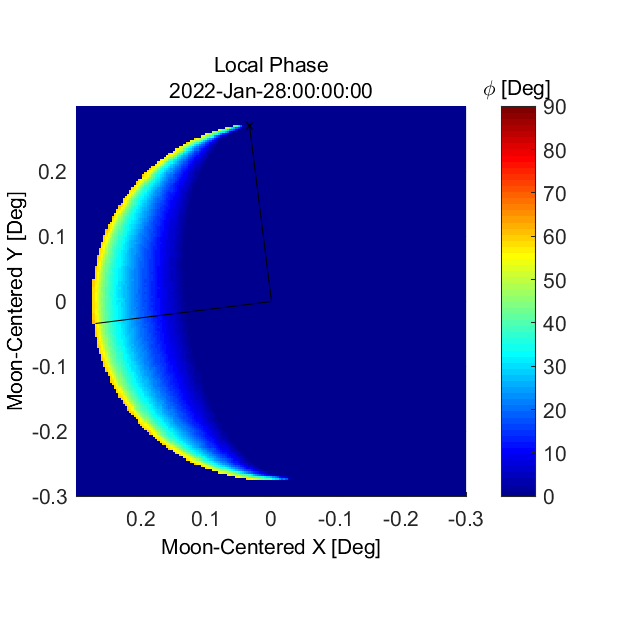 Local Phase
2022-Jan-28:00:00:00:00
ϕ [Deg]
90
80
70
60
50
40
30
20
10
0
Moon-Centered Y [Deg]
0.2
0.1
0
-0.1
-0.2
-0.3
0.2 0.1 0 -0.1 -0.2 -0.3
Moon-Centered X [Deg]